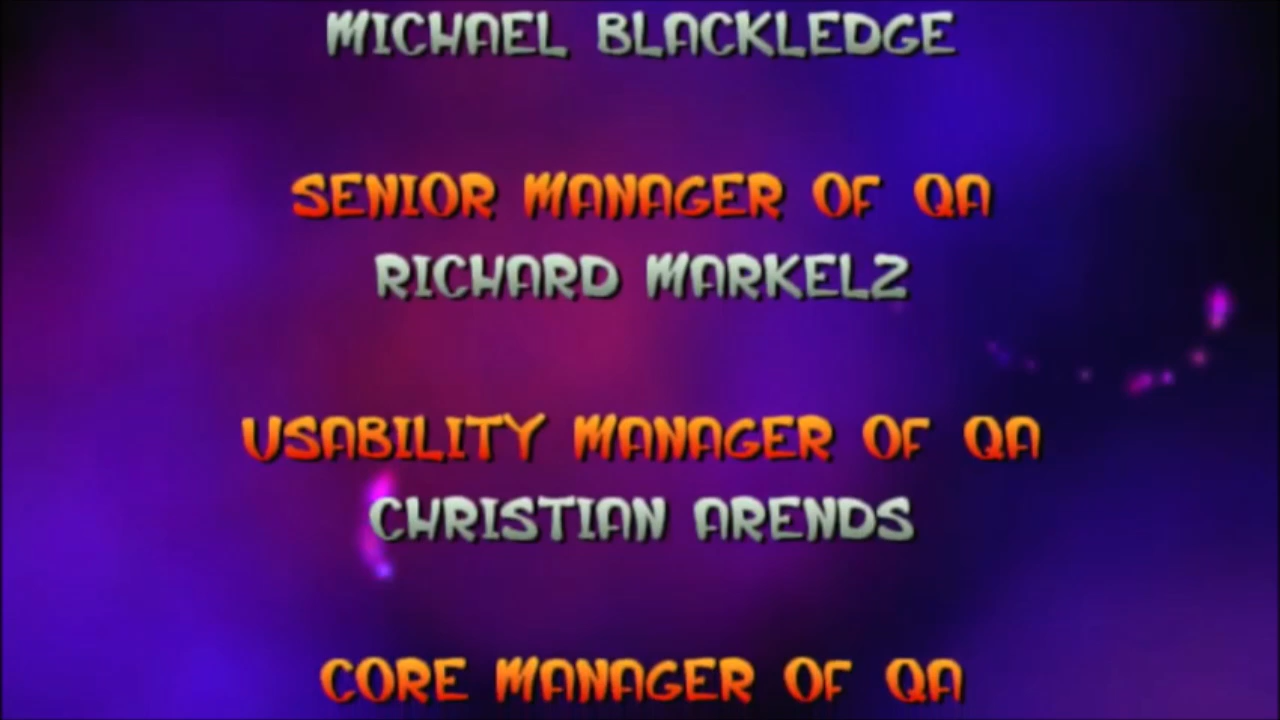 MICHAEL BLACKLEDGE
SENIOR MANAGER OF QA
RICHARD MARKELZ
USABILITY MANAGER OF QA
CHRISTIAN ARENDS
CORE MANAGER OF QA